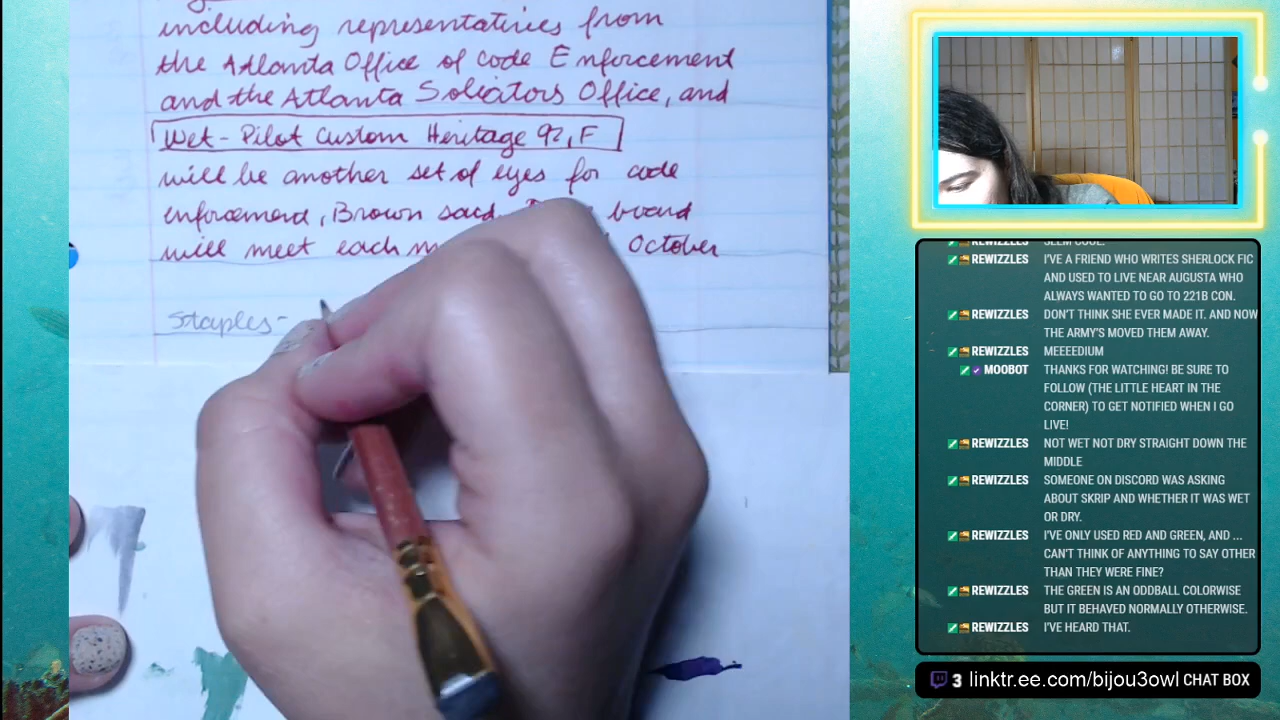 including representatives from
the Atlanta Office of code Enforcement
and the Atlanta Solicitors Office, and
Wet - Pilot Custom Heritage 92, F
will be another set of eyes for code
enforcement, Brown said. board
will meet each October
Staples -
SEEM COOL.
REWIZZLES I'VE A FRIEND WHO WRITES SHERLOCK FIC
AND USED TO LIVE NEAR AUGUSTA WHO
ALWAYS WANTED TO GO TO 221B CON.
REWIZZLES DON'T THINK SHE EVER MADE IT. AND NOW
THE ARMY'S MOVED THEM AWAY.
REWIZZLES MEEEEDIUM
MOOBOT THANKS FOR WATCHING! BE SURE TO
FOLLOW (THE LITTLE HEART IN THE
CORNER) TO GET NOTIFIED WHEN I GO
LIVE!
REWIZZLES NOT WET NOT DRY STRAIGHT DOWN THE
MIDDLE
REWIZZLES SOMEONE ON DISCORD WAS ASKING
ABOUT SKRIP AND WHETHER IT WAS WET
OR DRY.
REWIZZLES I'VE ONLY USED RED AND GREEN, AND ...
CAN'T THINK OF ANYTHING TO SAY OTHER
THAN THEY WERE FINE?
REWIZZLES THE GREEN IS AN ODDBALL COLORWISE
BUT IT BEHAVED NORMALLY OTHERWISE.
REWIZZLES I'VE HEARD THAT.
3 linktr.ee.com/bijou3owl CHAT BOX